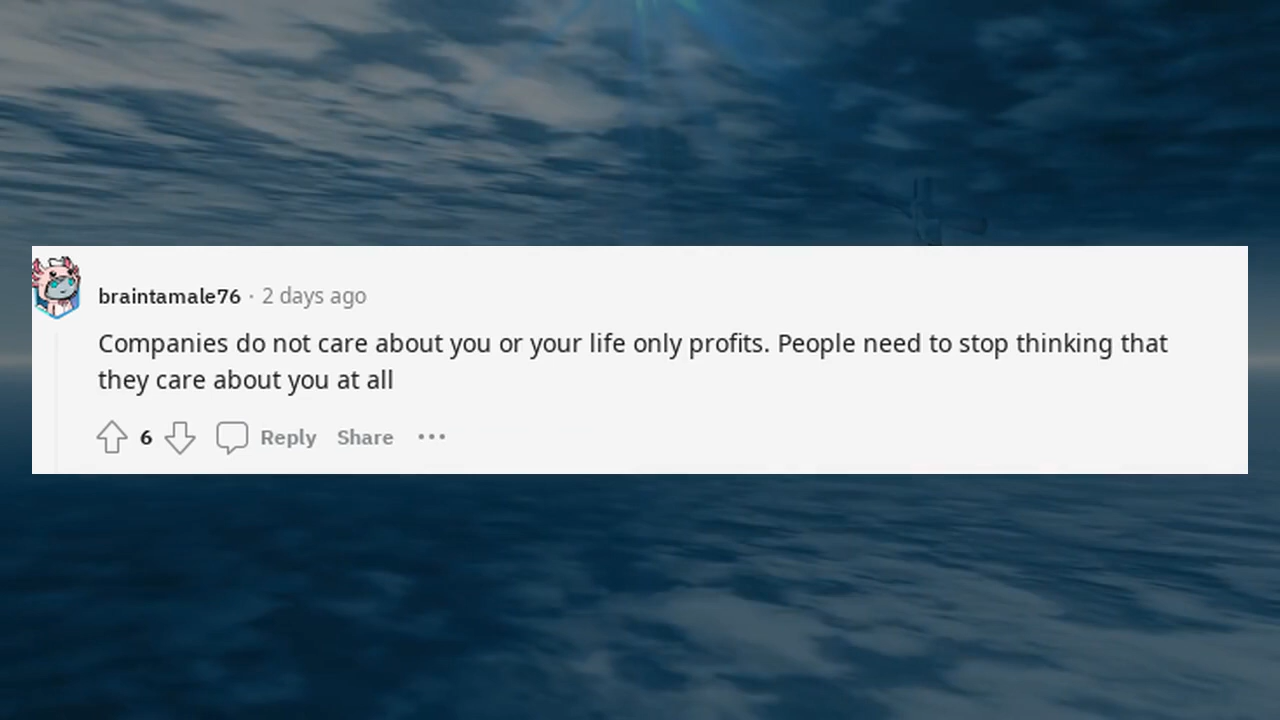 braintamale76 · 2 days ago
Companies do not care about you or your life only profits. People need to stop thinking that
they care about you at all
6 Reply Share •••